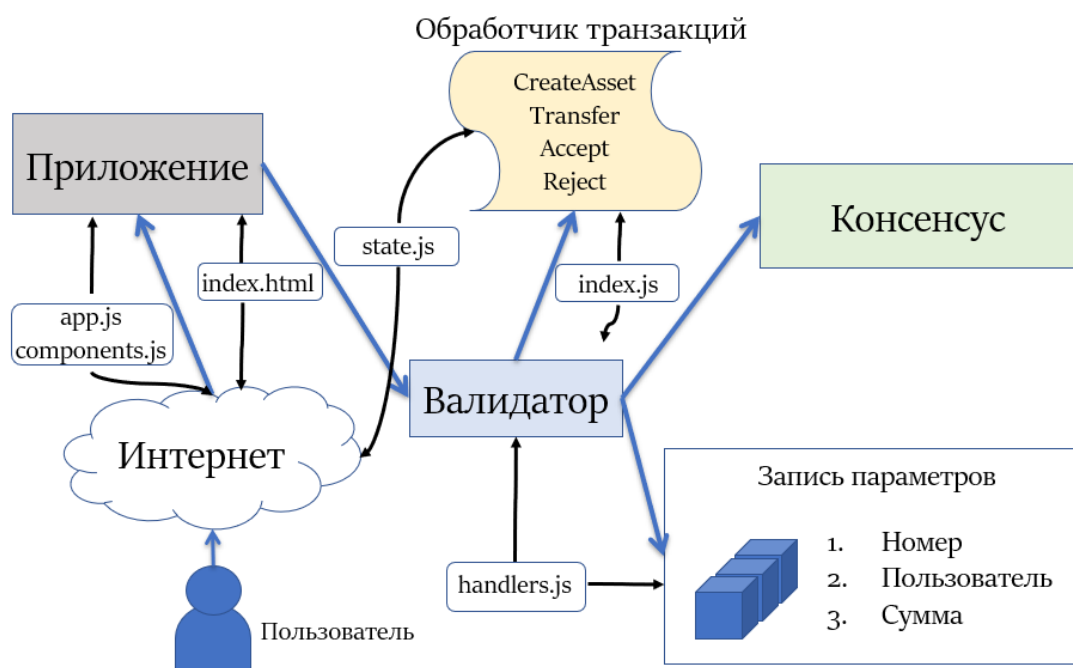 Обработчик транзакций
CreateAsset
Transfer
Accept
Reject
Приложение
Консенсус
state.js
index.html
index.js
app.js
components.js
Валидатор
Интернет
Запись параметров
1. Номер
2. Пользователь
3. Сумма
handlers.js
Пользователь